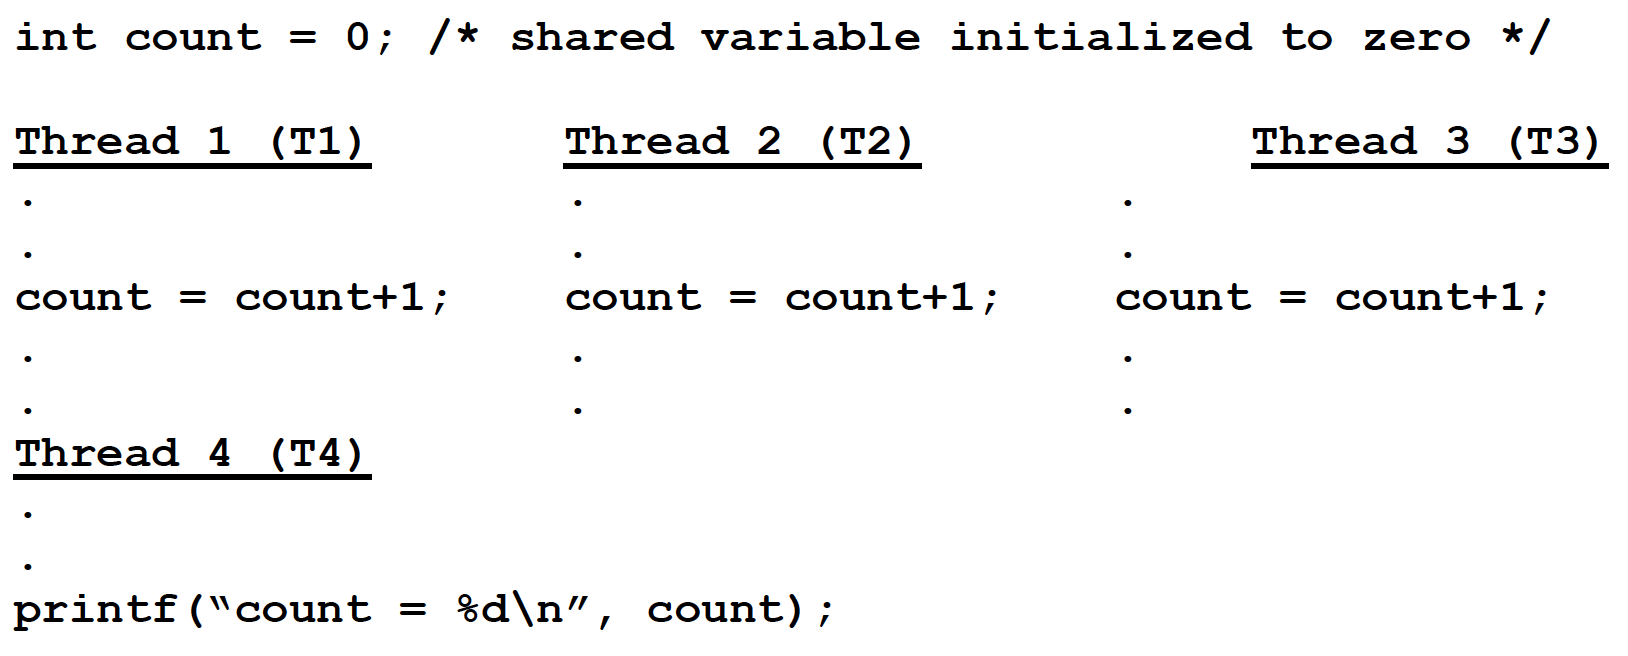 int count = 0; /* shared variable initialized to zero */
Thread 1 (T1) Thread 2 (T2) Thread 3 (T3)
. . .
. . .
count = count+1; count = count+1; count = count+1;
. . .
. . .
Thread 4 (T4)
.
.
printf(“count = %d\n”, count);